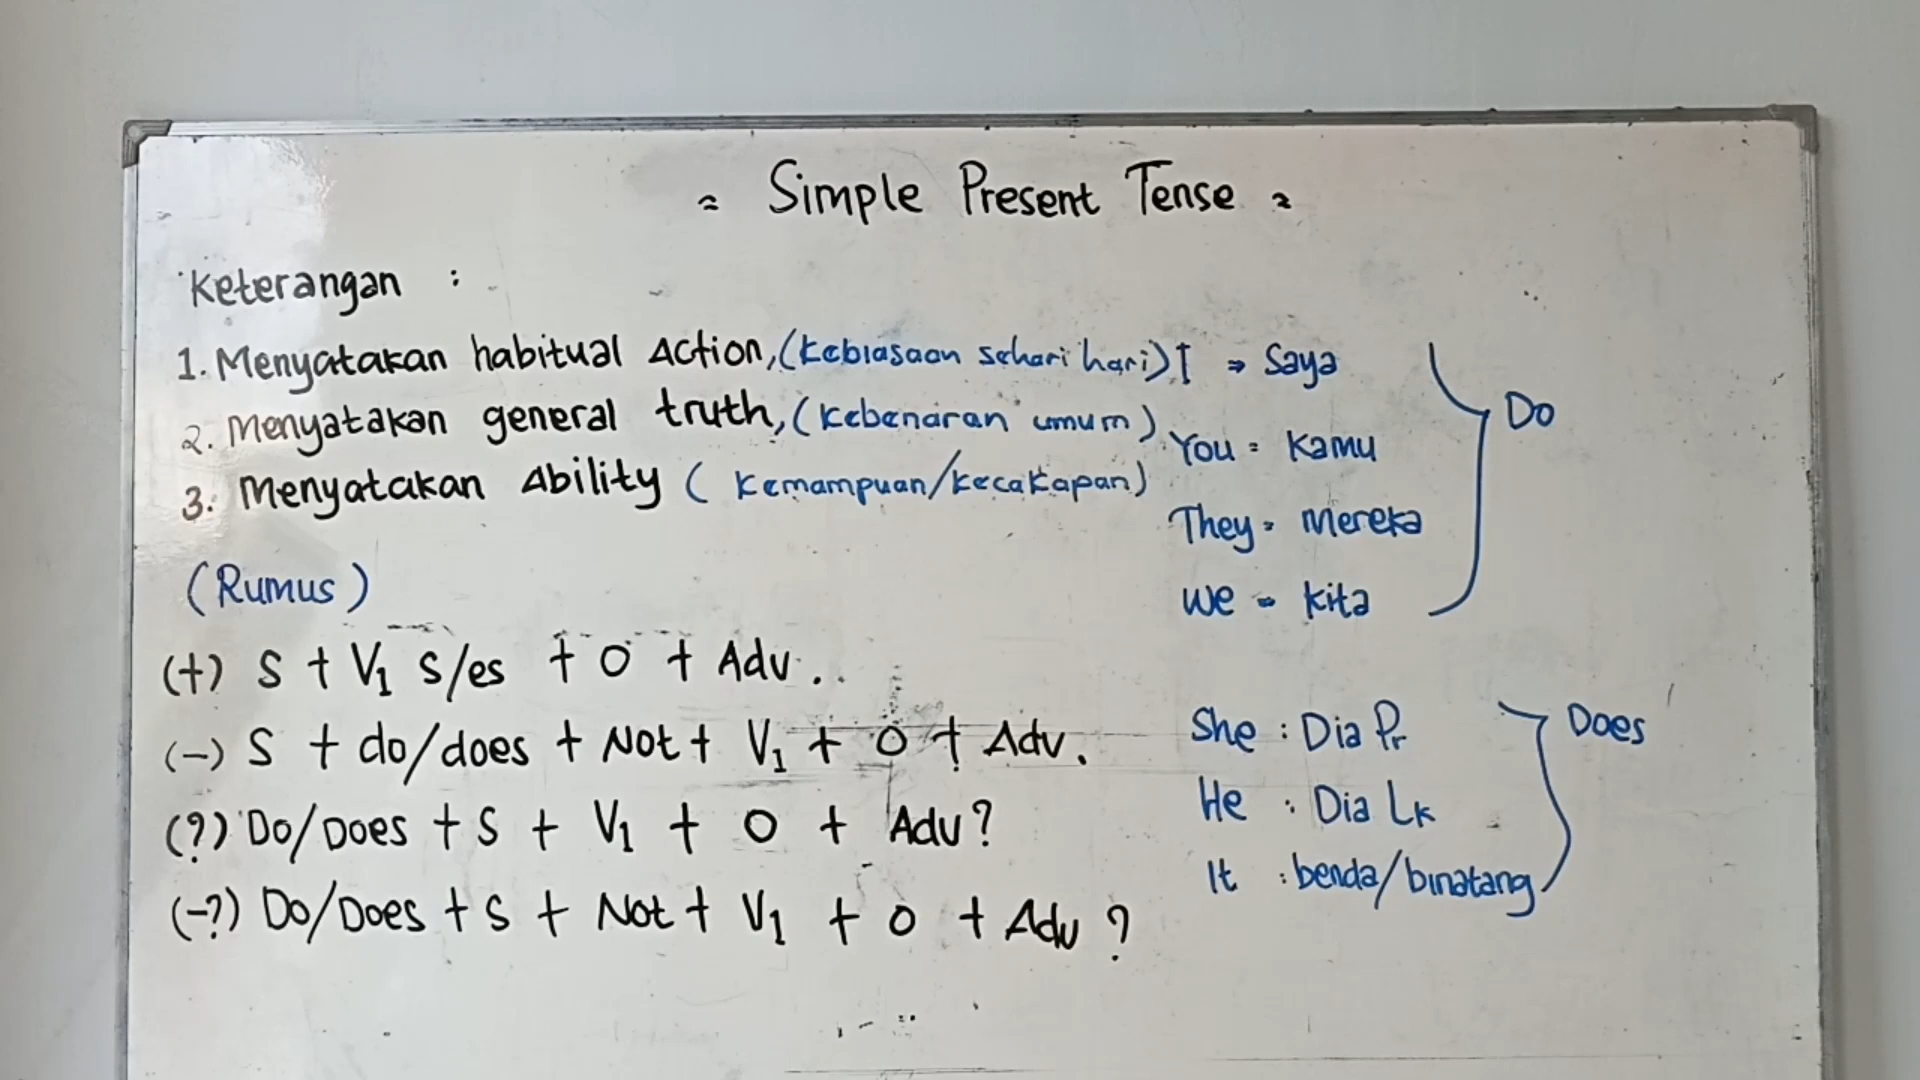 = Simple Present Tense =
Keterangan :
1. Menyatakan habitual Action, (kebiasaan sehari hari)
2. Menyatakan general truth, (kebenaran umum)
3. Menyatakan Ability (kemampuan/kecakapan)
(Rumus)
(+) S + V1 s/es + O + Adv..
(-) S + do/does + Not + V1 + O + Adv.
(?) Do/Does + S + V1 + O + Adv?
(-?) Do/Does + S + Not + V1 + O + Adv?
I = Saya
You = Kamu
They = Mereka
We = kita
Do
She : Dia Pr
He : Dia Lk
It : benda/binatang
Does